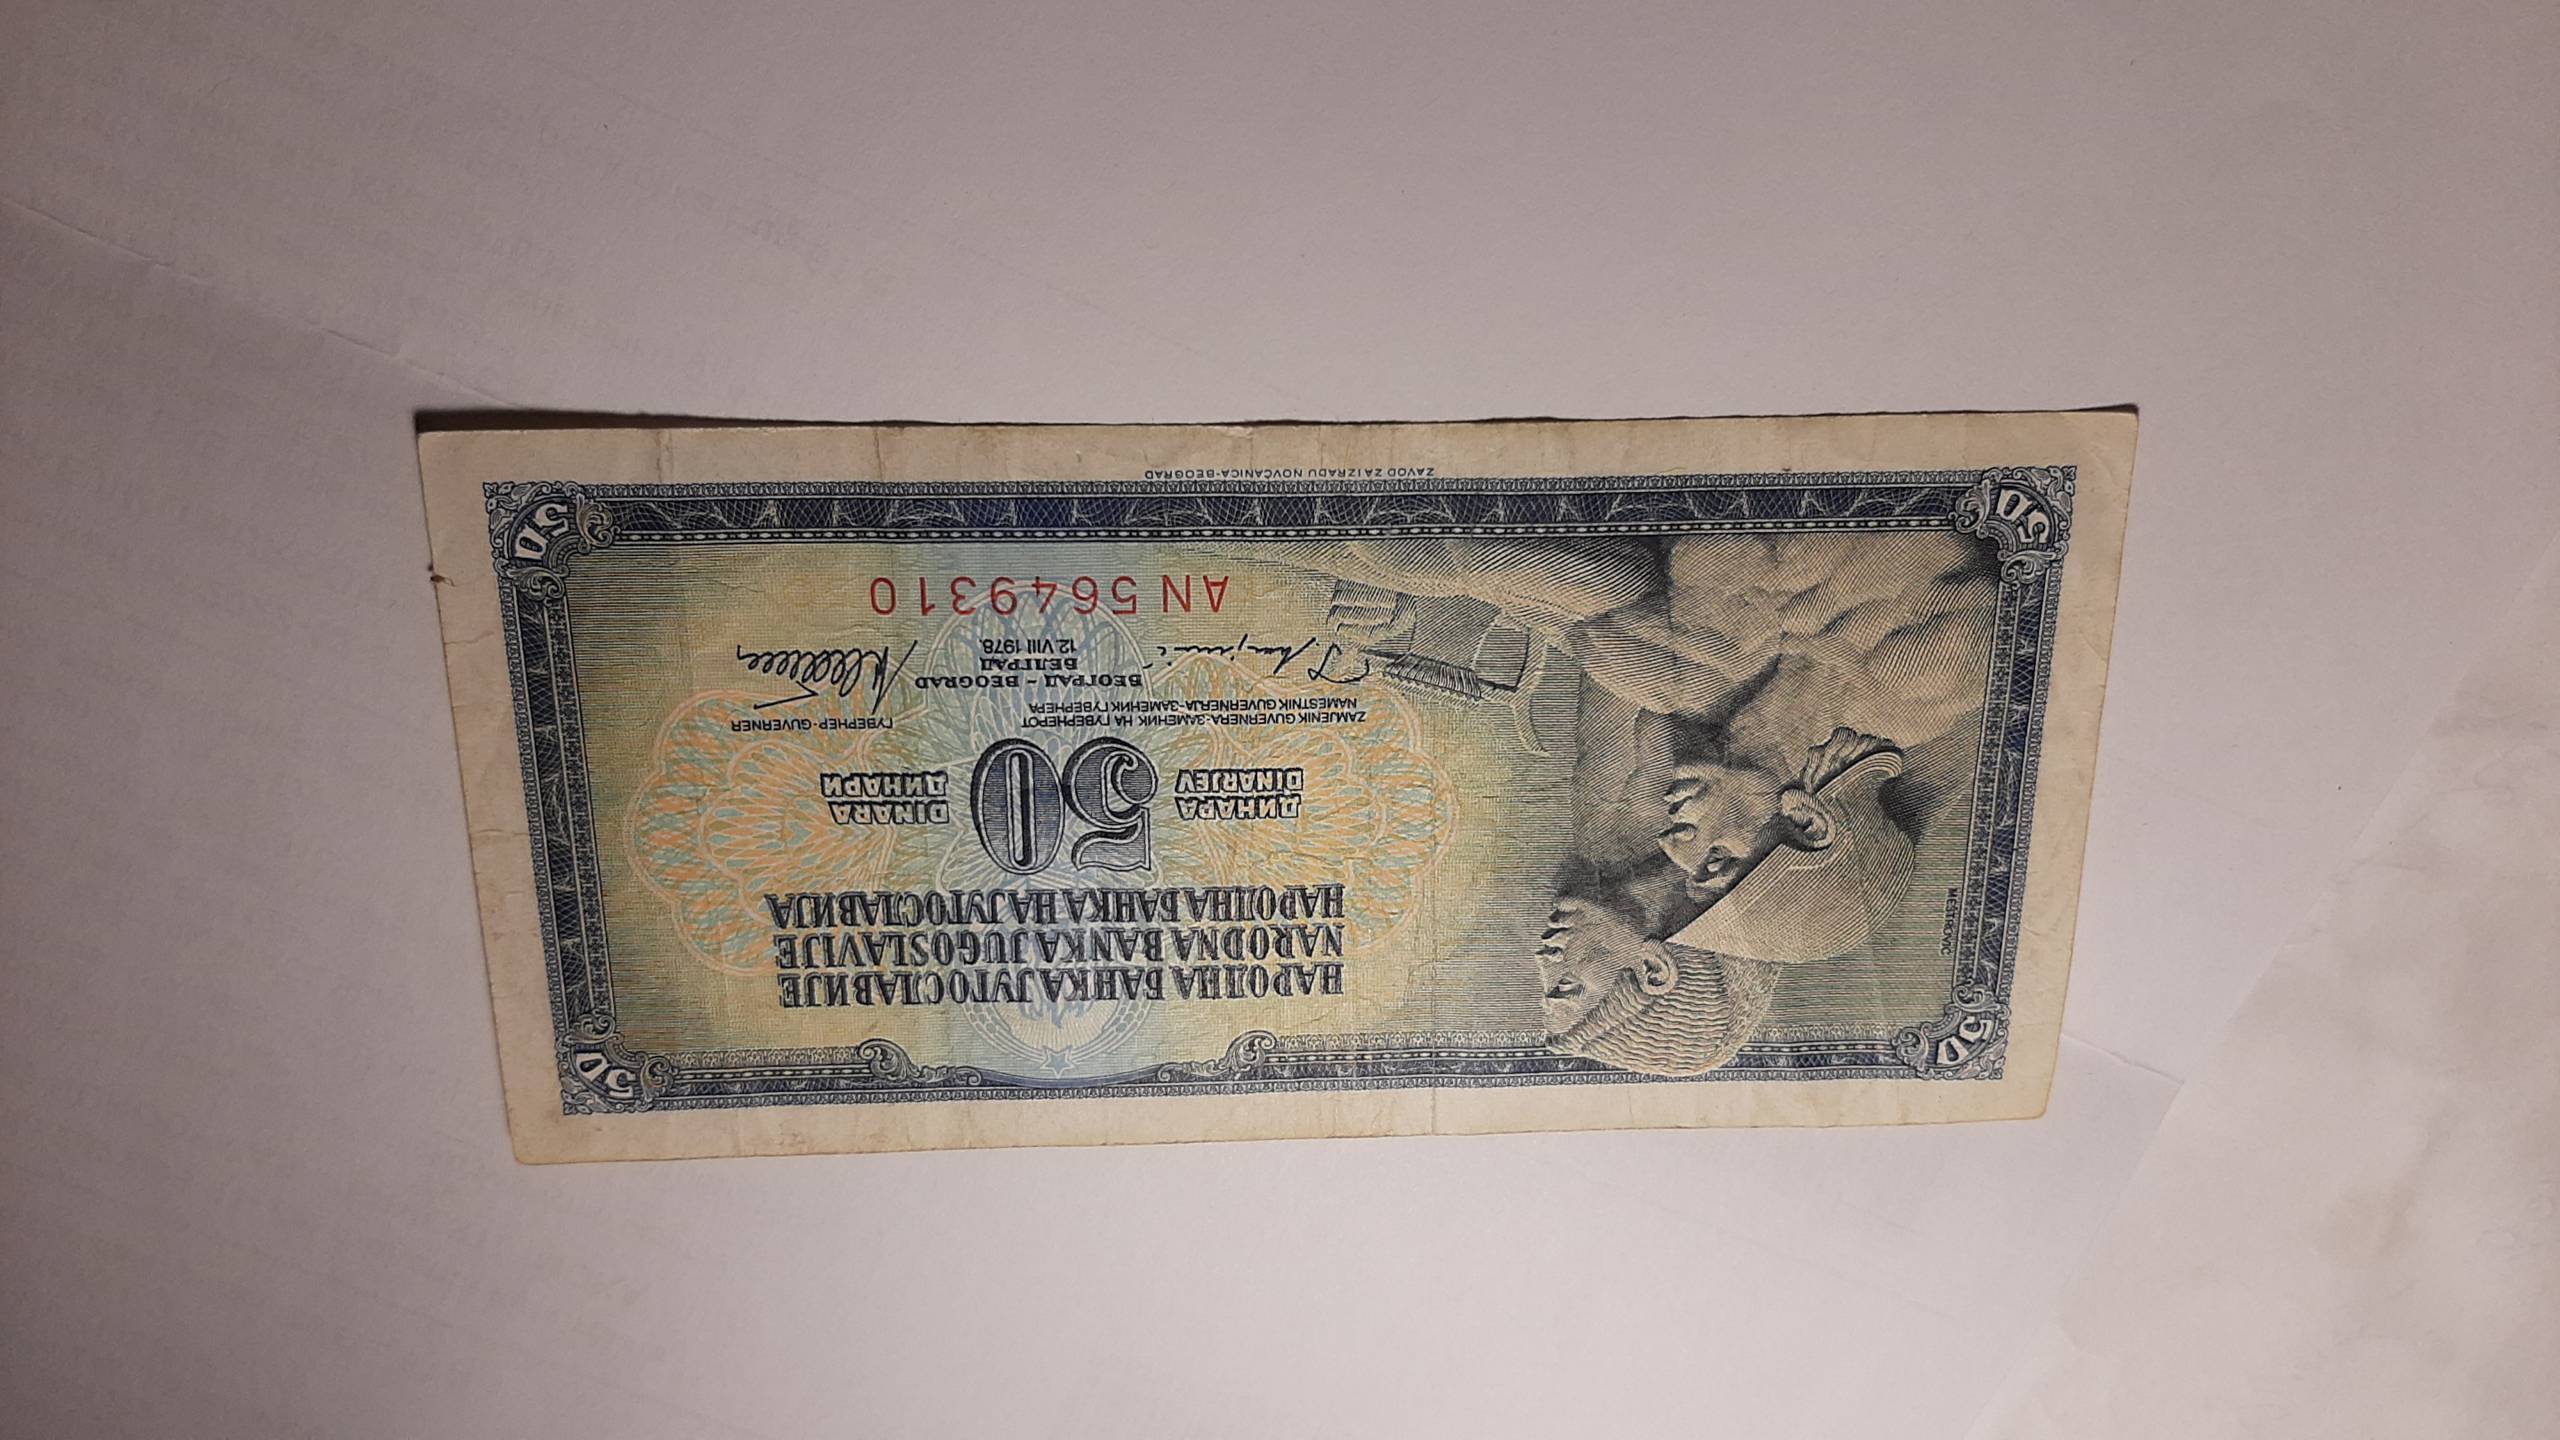 50
50
НАРОДНА БАНКА ЈУГОСЛАВИЈЕ
NARODNA BANKA JUGOSLAVIJE
НАРОДНА БАНКА НА ЈУГОСЛАВИЈА
MEŠTROVIĆ
ДИНАРА
DINARJEV
50
DINARA
ДИНАРИ
ZAMJENIK GUVERNERA-ЗАМЕНИК НА ГУВЕРНЕРОТ
NAMESTNIK GUVERNERJA-ЗАМЕНИК ГУВЕРНЕРА
ГУВЕРНЕР-GUVERNER
БЕОГРАД - BEOGRAD
БЕЛГРАД
12. VIII 1978.
AN 5649310
50
50
ZAVOD ZA IZRADU NOVČANICA-BEOGRAD